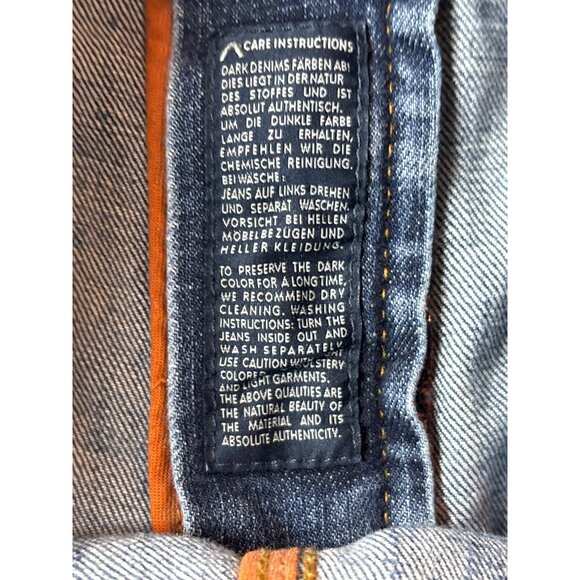 CARE INSTRUCTIONS
DARK DENIMS FÄRBEN AB!
DIES LIEGT IN DER NATUR
DES STOFFES UND IST
ABSOLUT AUTHENTISCH.
UM DIE DUNKLE FARBE
LANGE ZU ERHALTEN,
EMPFEHLEN WIR DIE
CHEMISCHE REINIGUNG.
BEI WÄSCHE:
JEANS AUF LINKS DREHEN
UND SEPARAT WASCHEN.
VORSICHT BEI HELLEN
MÖBELBEZÜGEN UND
HELLER KLEIDUNG.
TO PRESERVE THE DARK
COLOR FOR A LONG TIME,
WE RECOMMEND DRY
CLEANING. WASHING
INSTRUCTIONS: TURN THE
JEANS INSIDE OUT AND
WASH SEPARATELY
USE CAUTION
COLORED
AND LIGHT GARMENTS.
THE ABOVE QUALITIES ARE
THE NATURAL BEAUTY OF
THE MATERIAL AND ITS
ABSOLUTE AUTHENTICITY.